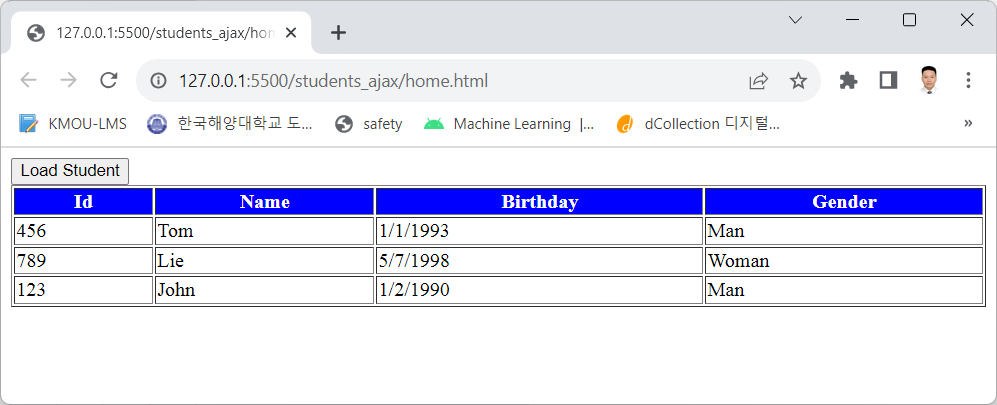 127.0.0.1:5500/students_ajax/hom
127.0.0.1:5500/students_ajax/home.html
KMOU-LMS 한국해양대학교 도... safety Machine Learning |... dCollection 디지털... »
Load Student
Id Name Birthday Gender
456 Tom 1/1/1993 Man
789 Lie 5/7/1998 Woman
123 John 1/2/1990 Man